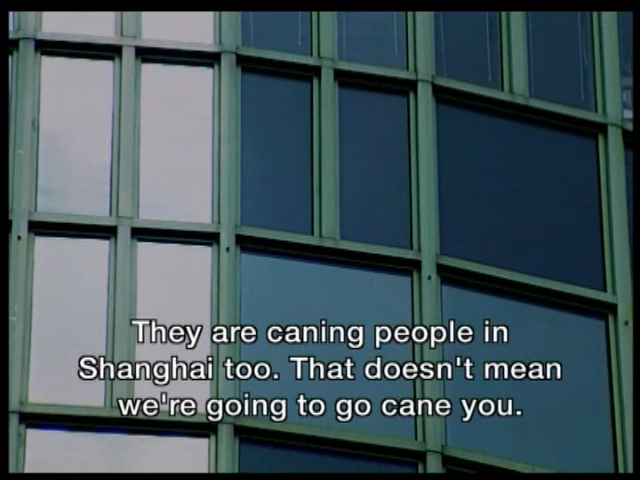 They are caning people in
Shanghai too. That doesn't mean
we're going to go cane you.